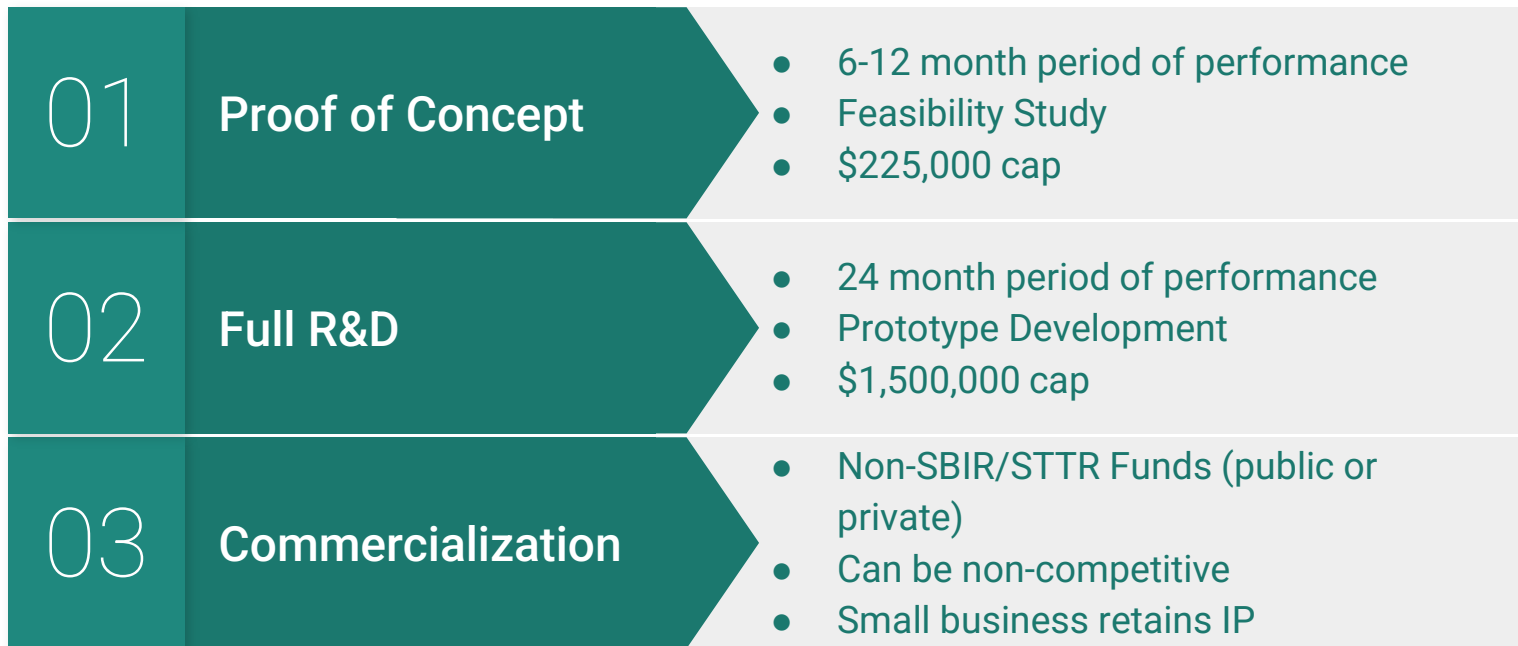 01
Proof of Concept
● 6-12 month period of performance
● Feasibility Study
● $225,000 cap
02
Full R&D
● 24 month period of performance
● Prototype Development
● $1,500,000 cap
03
Commercialization
● Non-SBIR/STTR Funds (public or
private)
● Can be non-competitive
● Small business retains IP